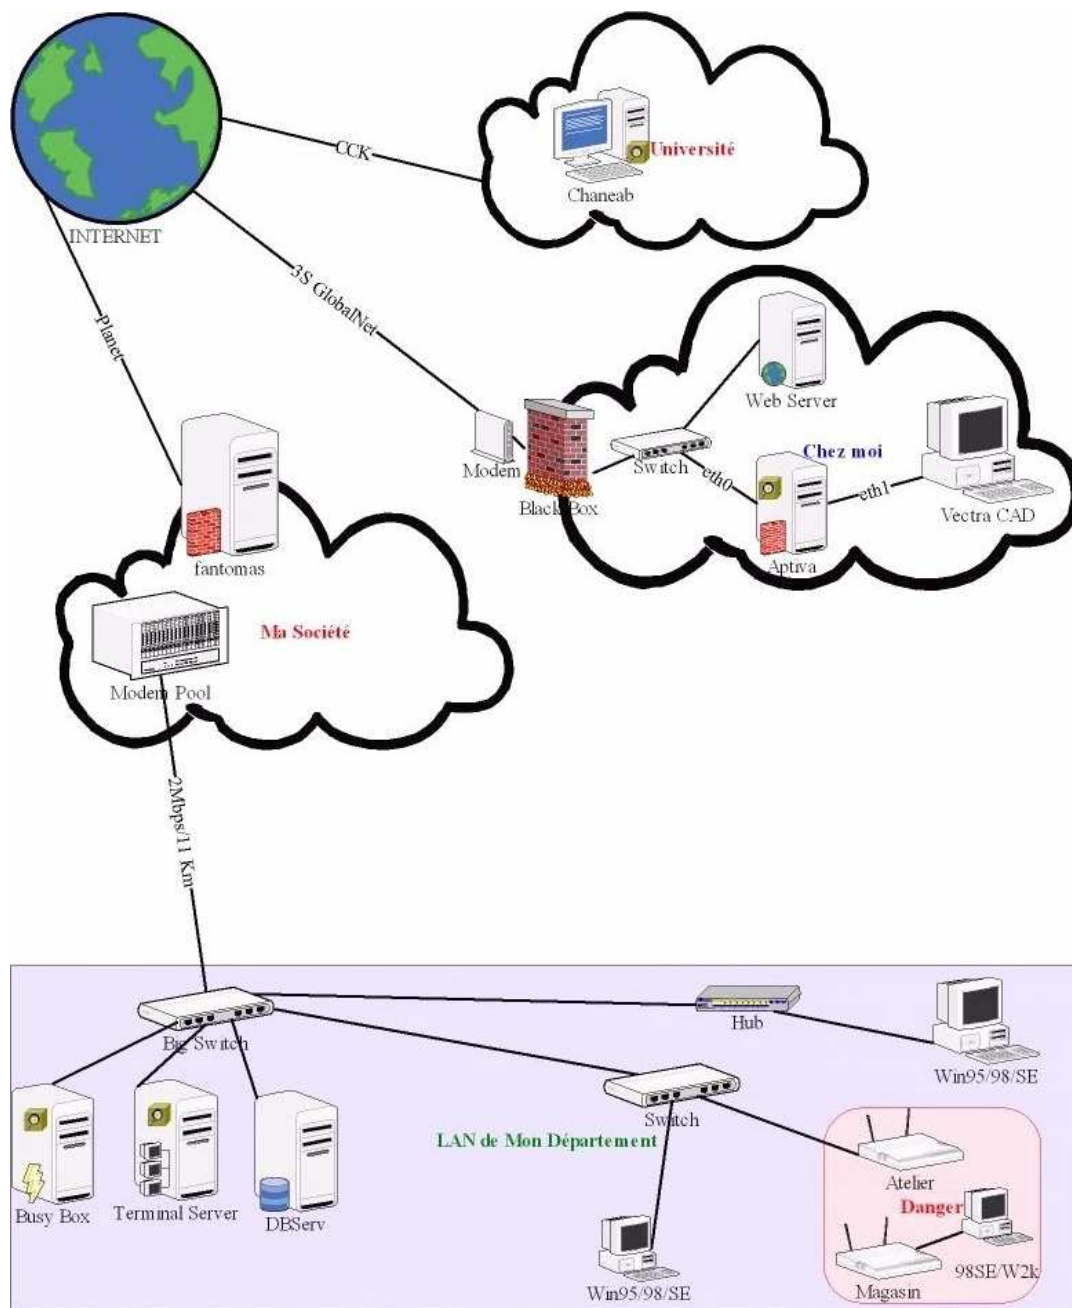 INTERNET
CCK
Université
Chaneab
3S GlobalNet
Planet
Web Server
Chez moi
Modem
Black Box
Switch
eth0
eth1
Vectra CAD
Aptiva
fantomas
Ma Société
Modem Pool
2Mbps/11 Km
Big Switch
Hub
Win95/98/SE
Switch
LAN de Mon Département
Busy Box
Terminal Server
DBServ
Atelier
Danger
98SE/W2k
Magasin
Win95/98/SE